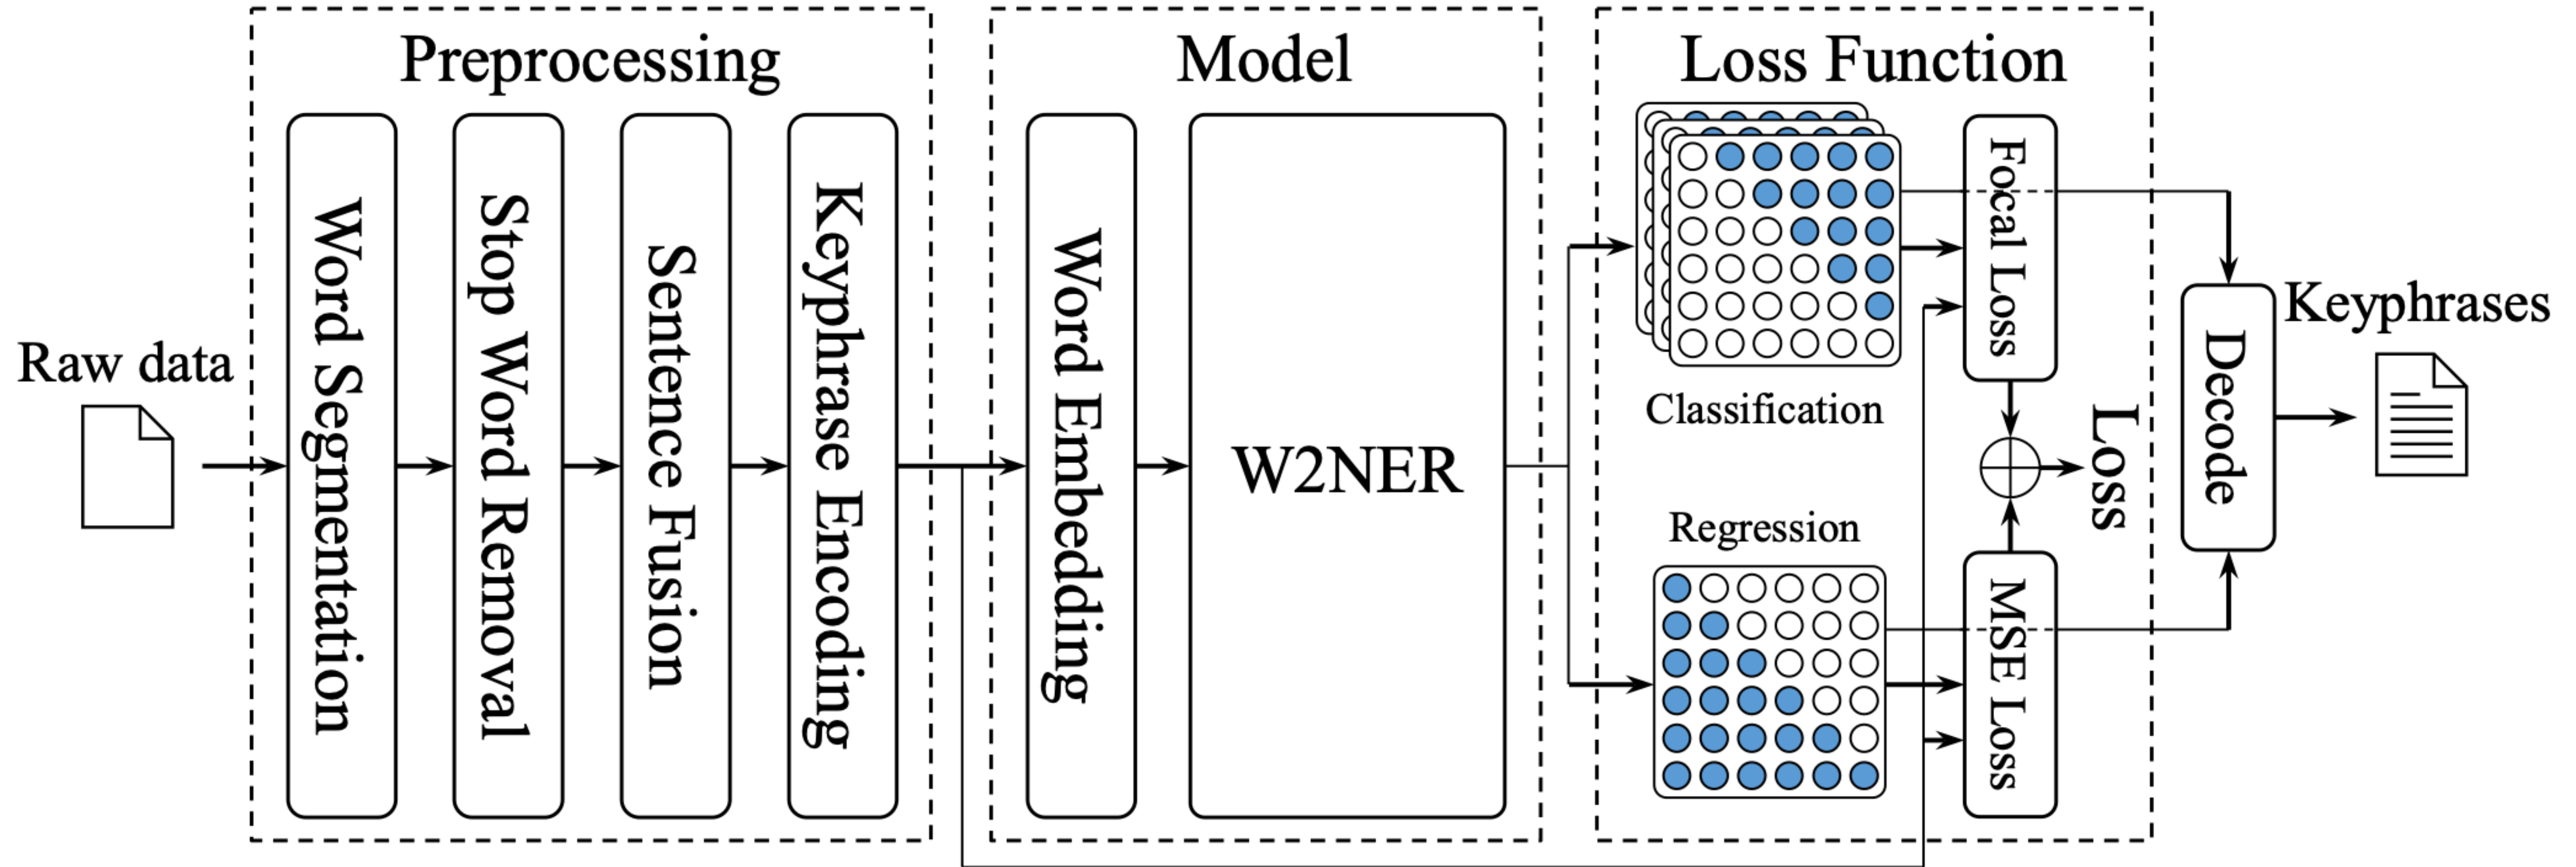 Preprocessing
Model
Loss Function
Raw data
Word Segmentation
Stop Word Removal
Sentence Fusion
Keyphrase Encoding
Word Embedding
W2NER
Classification
Regression
Focal Loss
MSE Loss
Loss
Decode
Keyphrases